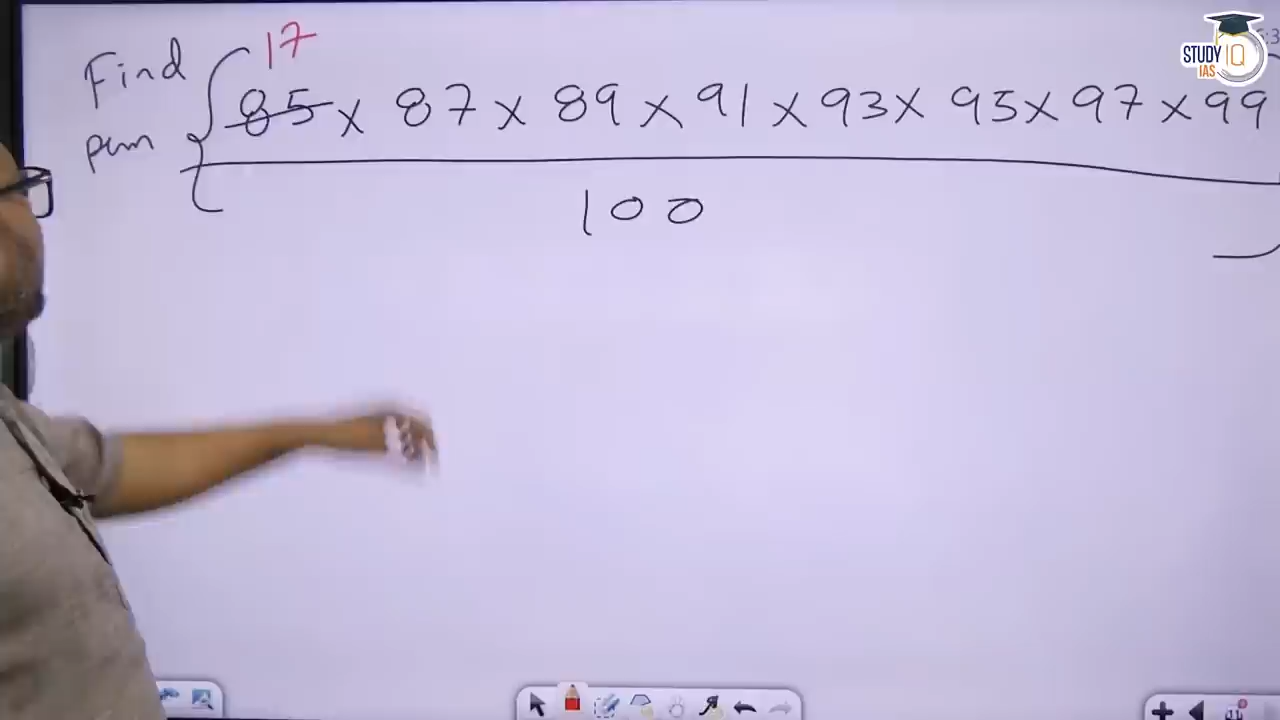 STUDY IQ
IAS
17
Find
85 x 87 x 89 x 91 x 93 x 95 x 97 x 99
rem
100